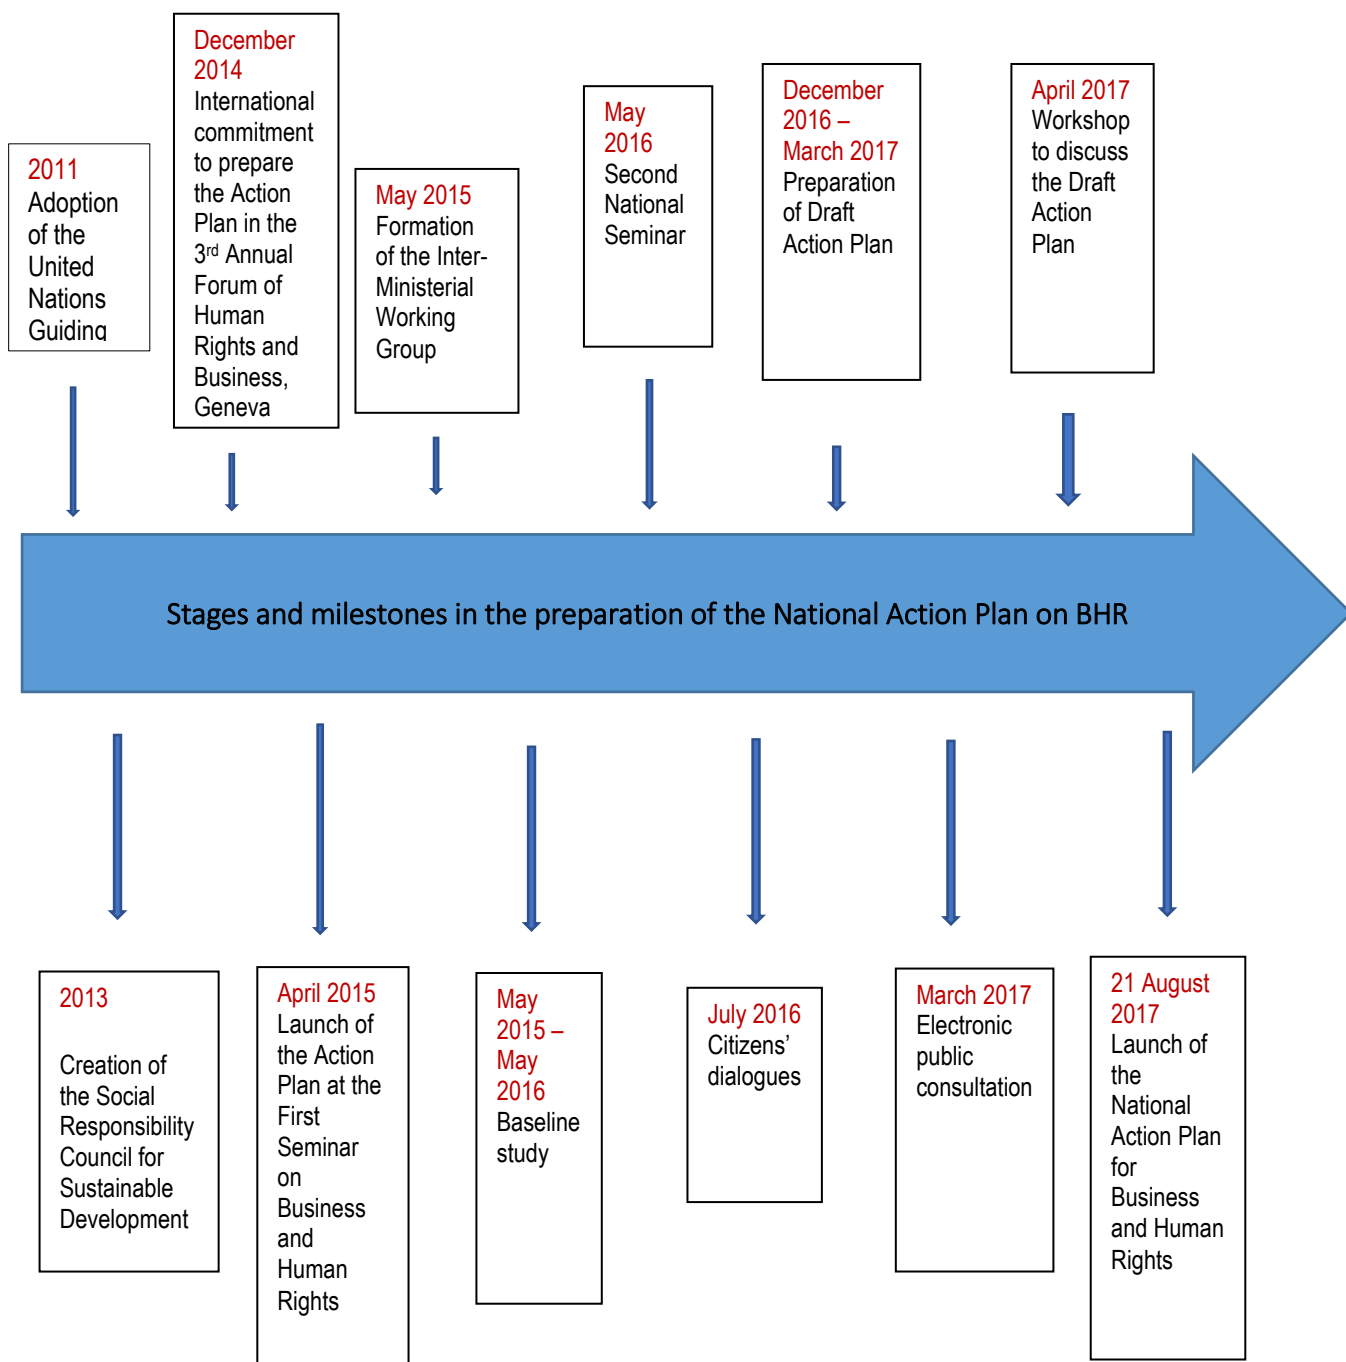 2011
Adoption
of the
United
Nations
Guiding
December
2014
International
commitment
to prepare
the Action
Plan in the
3rd Annual
Forum of
Human
Rights and
Business,
Geneva
May 2015
Formation
of the Inter-
Ministerial
Working
Group
May
2016
Second
National
Seminar
December
2016 –
March 2017
Preparation
of Draft
Action Plan
April 2017
Workshop
to discuss
the Draft
Action
Plan
Stages and milestones in the preparation of the National Action Plan on BHR
2013
Creation of
the Social
Responsibility
Council for
Sustainable
Development
April 2015
Launch of
the Action
Plan at the
First
Seminar
on
Business
and
Human
Rights
May
2015 –
May
2016
Baseline
study
July 2016
Citizens’
dialogues
March 2017
Electronic
public
consultation
21 August
2017
Launch of
the
National
Action Plan
for
Business
and Human
Rights